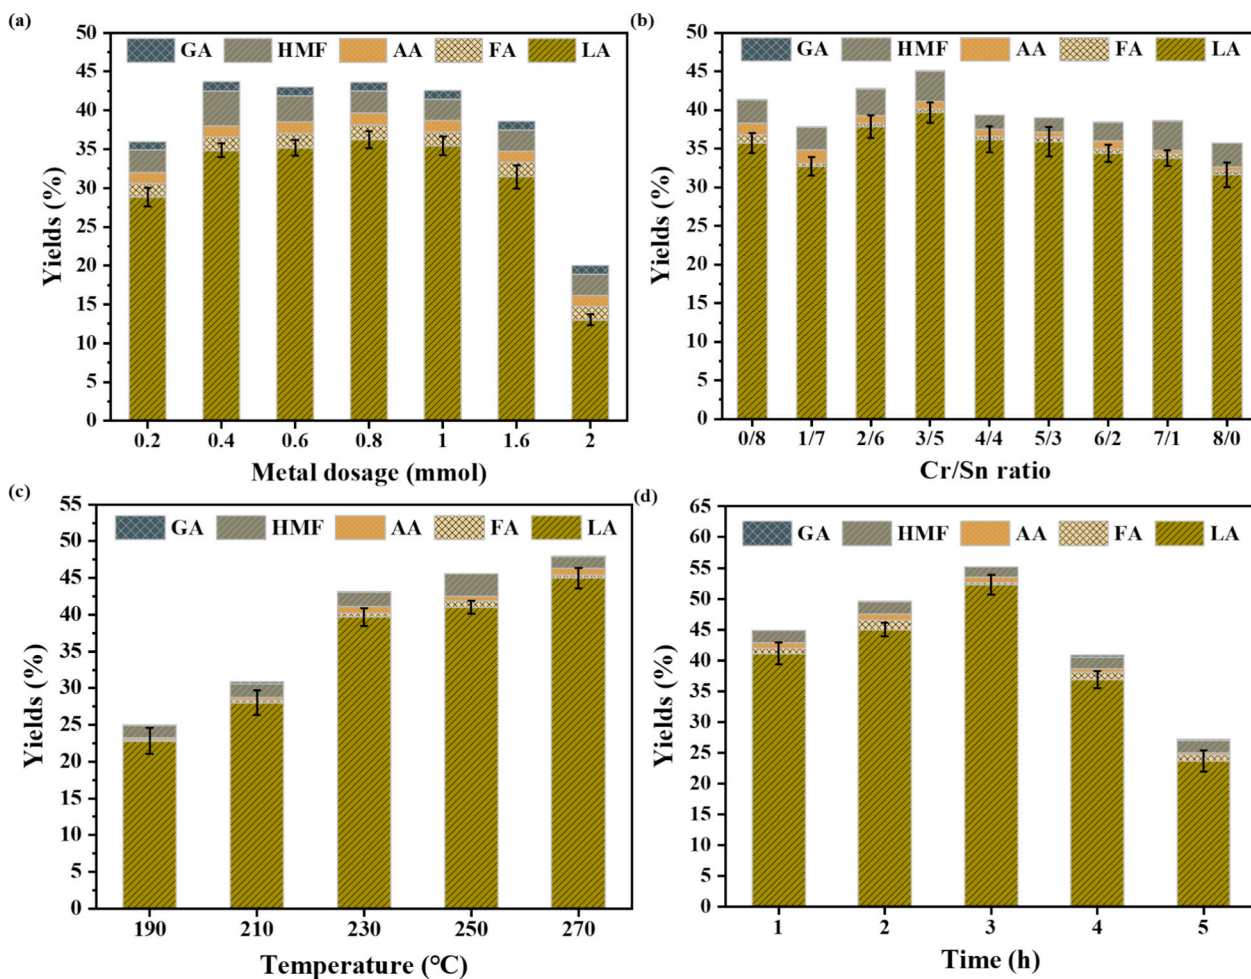 (a)
GA HMF AA FA LA
50
45
40
35
30
25
20
15
10
5
0
Yields (%)
0.2 0.4 0.6 0.8 1 1.6 2
Metal dosage (mmol)
(b)
GA HMF AA FA LA
50
45
40
35
30
25
20
15
10
5
0
Yields (%)
0/8 1/7 2/6 3/5 4/4 5/3 6/2 7/1 8/0
Cr/Sn ratio
(c)
GA HMF AA FA LA
55
50
45
40
35
30
25
20
15
10
5
0
Yields (%)
190 210 230 250 270
Temperature (℃)
(d)
GA HMF AA FA LA
65
60
55
50
45
40
35
30
25
20
15
10
5
0
Yields (%)
1 2 3 4 5
Time (h)